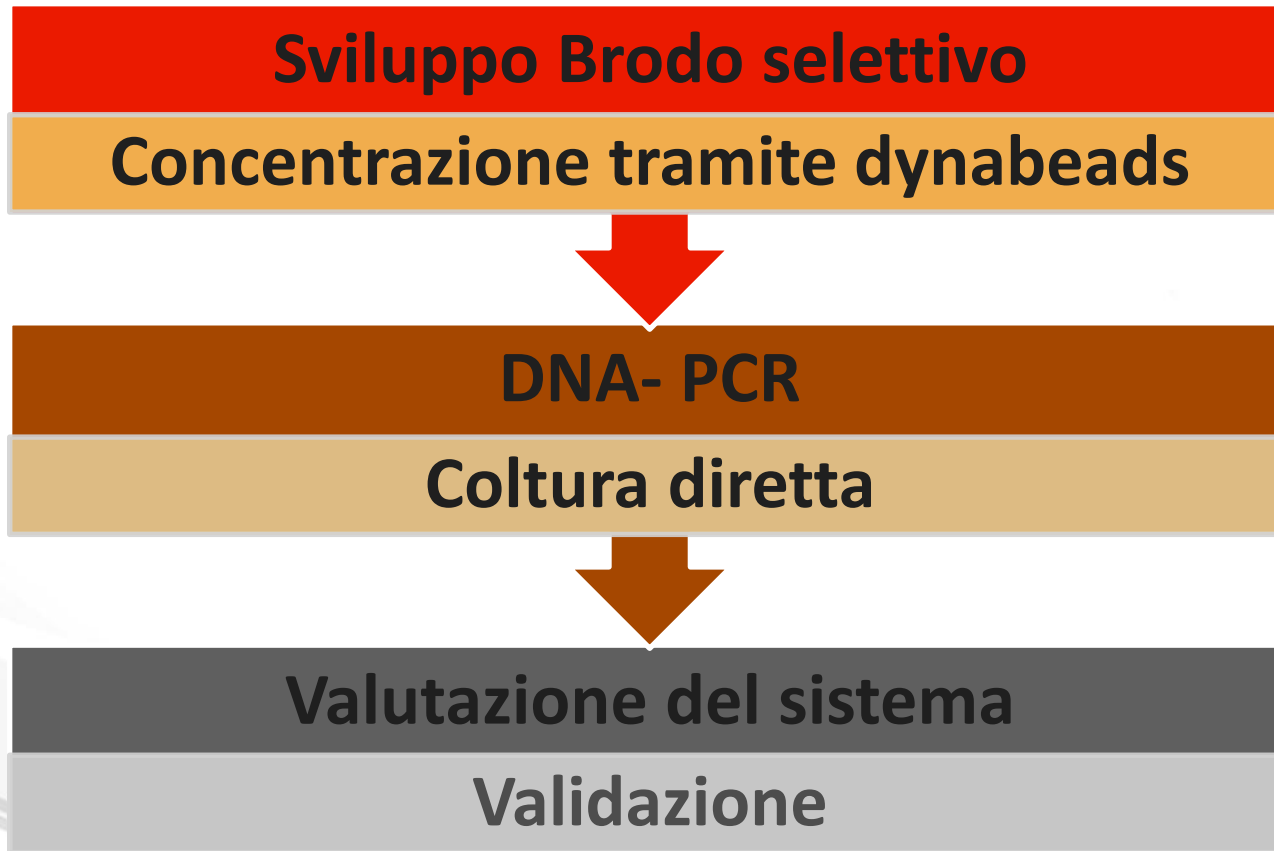 Sviluppo Brodo selettivo
Concentrazione tramite dynabeads
DNA- PCR
Coltura diretta
Valutazione del sistema
Validazione